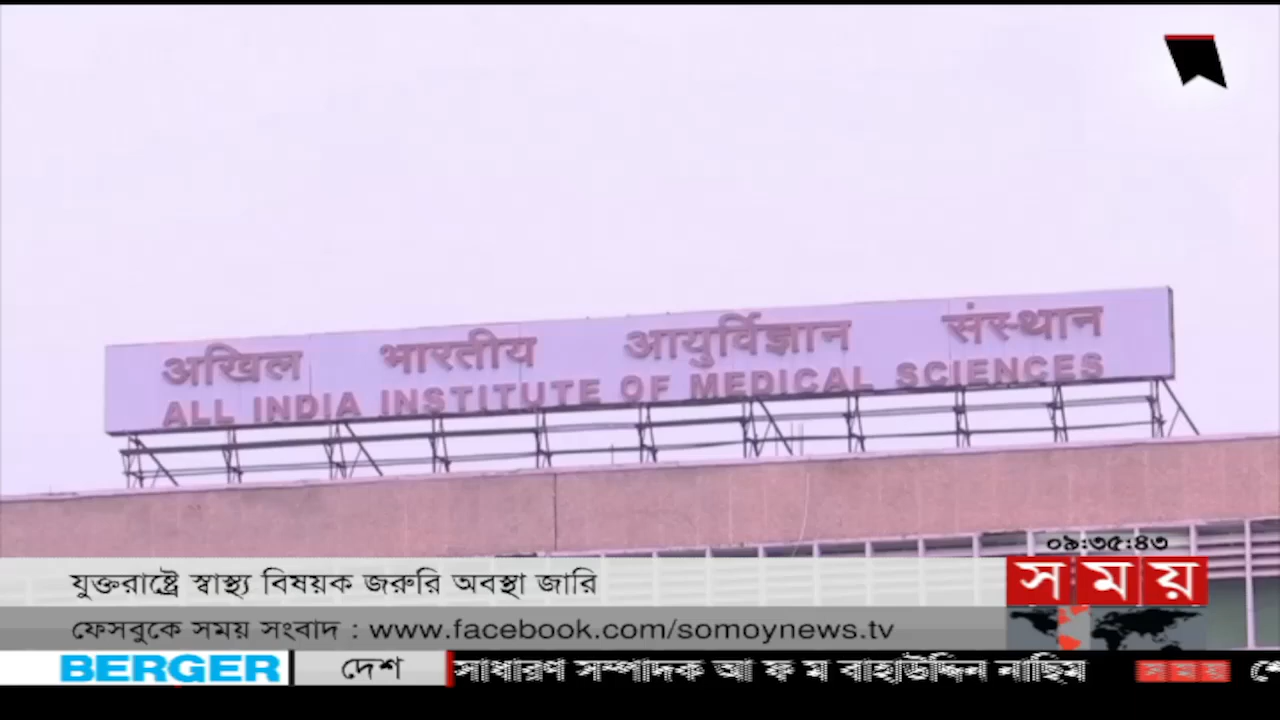 अखिल भारतीय आयुर्विज्ञान संस्थान
ALL INDIA INSTITUTE OF MEDICAL SCIENCES
০৯:৩৫:৪৩
যুক্তরাষ্ট্রে স্বাস্থ্য বিষয়ক জরুরি অবস্থা জারি
সময়
ফেসবুকে সময় সংবাদ : www.facebook.com/somoynews.tv
BERGER দেশ সাধারণ সম্পাদক আ ফ ম বাহাউদ্দিন নাছিম সময়